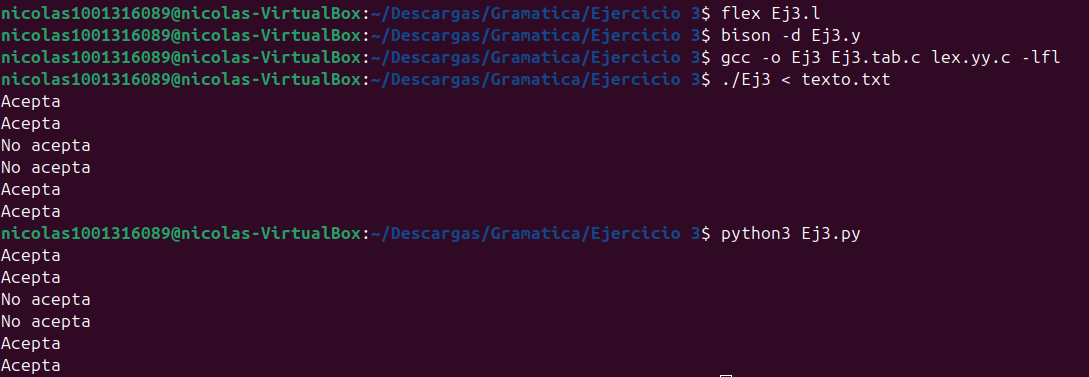 nicolas1001316089@nicolas-VirtualBox:~/Descargas/Gramatica/Ejercicio 3$ flex Ej3.l
nicolas1001316089@nicolas-VirtualBox:~/Descargas/Gramatica/Ejercicio 3$ bison -d Ej3.y
nicolas1001316089@nicolas-VirtualBox:~/Descargas/Gramatica/Ejercicio 3$ gcc -o Ej3 Ej3.tab.c lex.yy.c -lfl
nicolas1001316089@nicolas-VirtualBox:~/Descargas/Gramatica/Ejercicio 3$ ./Ej3 < texto.txt
Acepta
Acepta
No acepta
No acepta
Acepta
Acepta
nicolas1001316089@nicolas-VirtualBox:~/Descargas/Gramatica/Ejercicio 3$ python3 Ej3.py
Acepta
Acepta
No acepta
No acepta
Acepta
Acepta